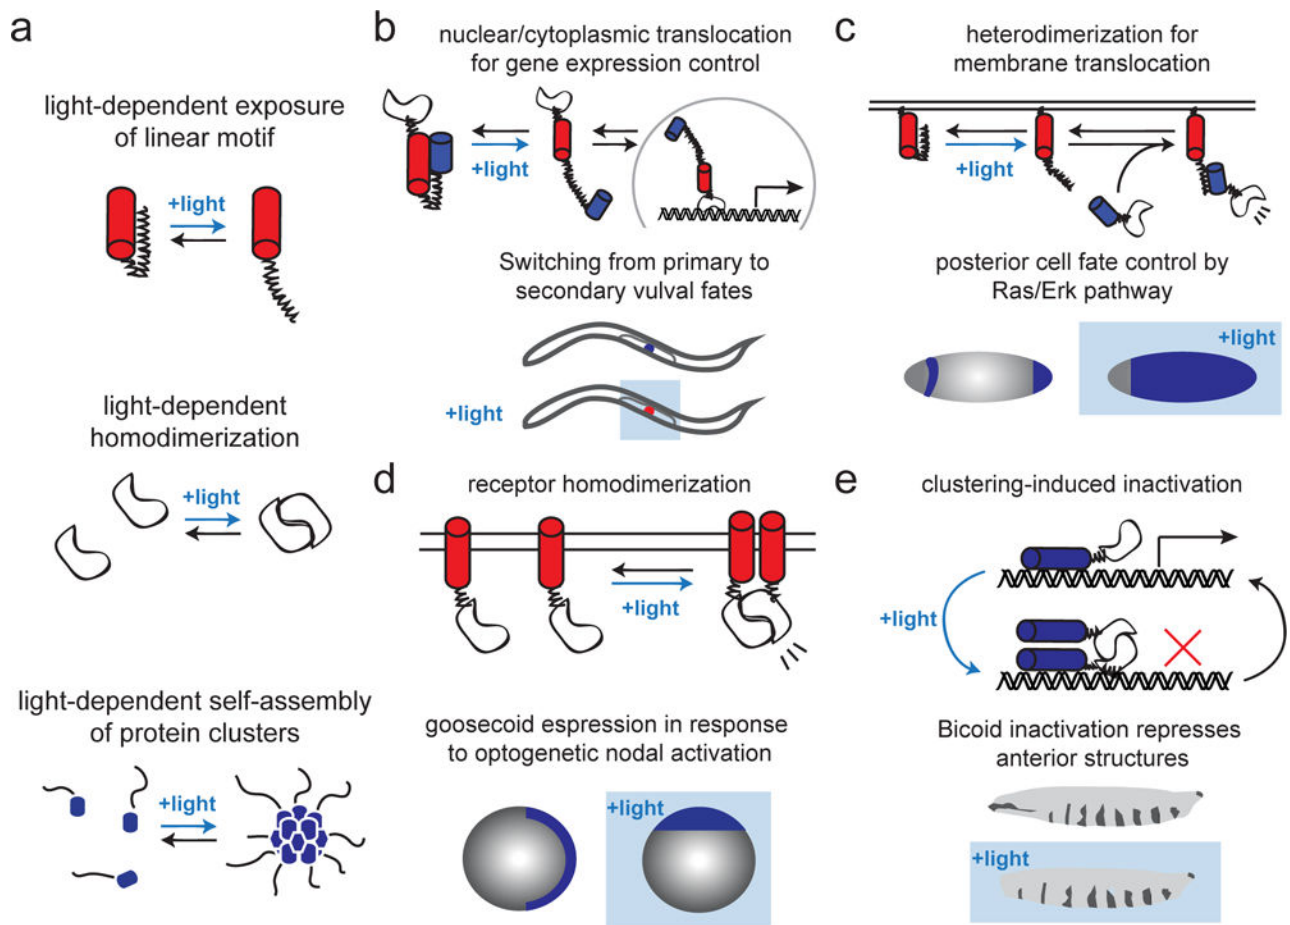 a
light-dependent exposure
of linear motif
+light
light-dependent
homodimerization
+light
light-dependent self-assembly
of protein clusters
+light
b
nuclear/cytoplasmic translocation
for gene expression control
+light
Switching from primary to
secondary vulval fates
+light
c
heterodimerization for
membrane translocation
+light
posterior cell fate control by
Ras/Erk pathway
+light
d
receptor homodimerization
+light
goosecoid espression in response
to optogenetic nodal activation
+light
e
clustering-induced inactivation
+light
Bicoid inactivation represses
anterior structures
+light